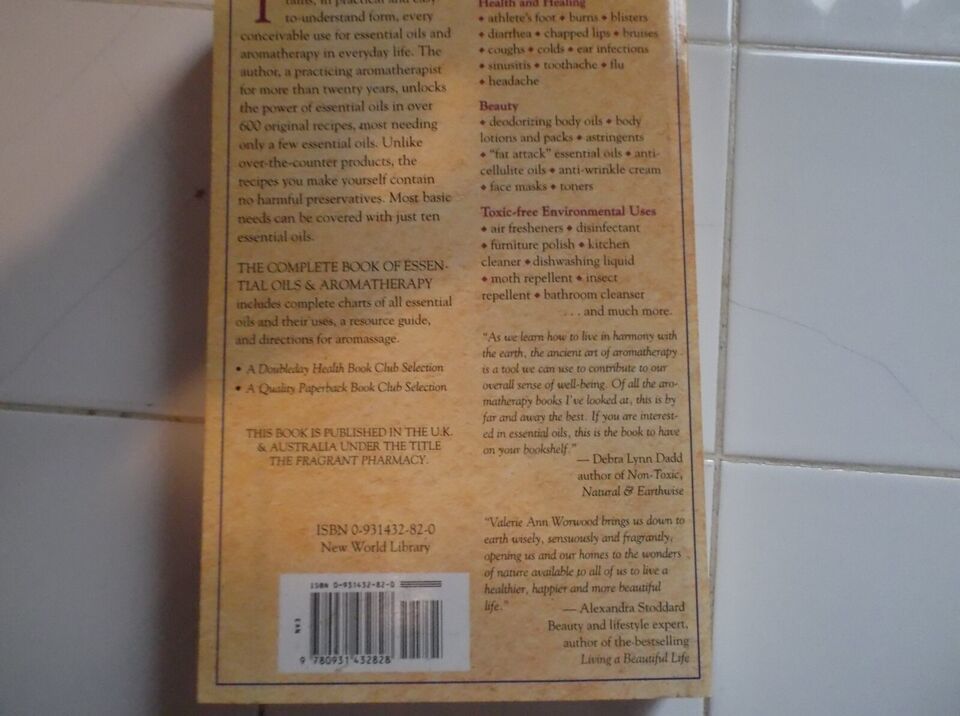 T
to-understand form, every
conceivable use for essential oils and
aromatherapy in everyday life. The
author, a practicing aromatherapist
for more than twenty years, unlocks
the power of essential oils in over
600 original recipes, most needing
only a few essential oils. Unlike
over-the-counter products, the
recipes you make yourself contain
no harmful preservatives. Most basic
needs can be covered with just ten
essential oils.
THE COMPLETE BOOK OF ESSEN-
TIAL OILS & AROMATHERAPY
includes complete charts of all essential
oils and their uses, a resource guide,
and directions for aromassage.
• A Doubleday Health Book Club Selection
• A Quality Paperback Book Club Selection
THIS BOOK IS PUBLISHED IN THE U.K.
& AUSTRALIA UNDER THE TITLE
THE FRAGRANT PHARMACY.
ISBN 0-931432-82-0
New World Library
ISBN 0-931432-82-0
EAN
9 780931 432828
Health and Healing
♦ athlete's foot ♦ burns ♦ blisters
♦ diarrhea ♦ chapped lips ♦ bruises
♦ coughs ♦ colds ♦ ear infections
♦ sinusitis ♦ toothache ♦ flu
♦ headache
Beauty
♦ deodorizing body oils ♦ body
lotions and packs ♦ astringents
♦ "fat attack" essential oils ♦ anti-
cellulite oils ♦ anti-wrinkle cream
♦ face masks ♦ toners
Toxic-free Environmental Uses
♦ air fresheners ♦ disinfectant
♦ furniture polish ♦ kitchen
cleaner ♦ dishwashing liquid
♦ moth repellent ♦ insect
repellent ♦ bathroom cleanser
. . . and much more.
"As we learn how to live in harmony with
the earth, the ancient art of aromatherapy
is a tool we can use to contribute to our
overall sense of well-being. Of all the aro-
matherapy books I've looked at, this is by
far and away the best. If you are interest-
ed in essential oils, this is the book to have
on your bookshelf."
— Debra Lynn Dadd
author of Non-Toxic,
Natural & Earthwise
"Valerie Ann Worwood brings us down to
earth wisely, sensuously and fragrantly,
opening us and our homes to the wonders
of nature available to all of us to live a
healthier, happier and more beautiful
life."
— Alexandra Stoddard
Beauty and lifestyle expert,
author of the bestselling
Living a Beautiful Life